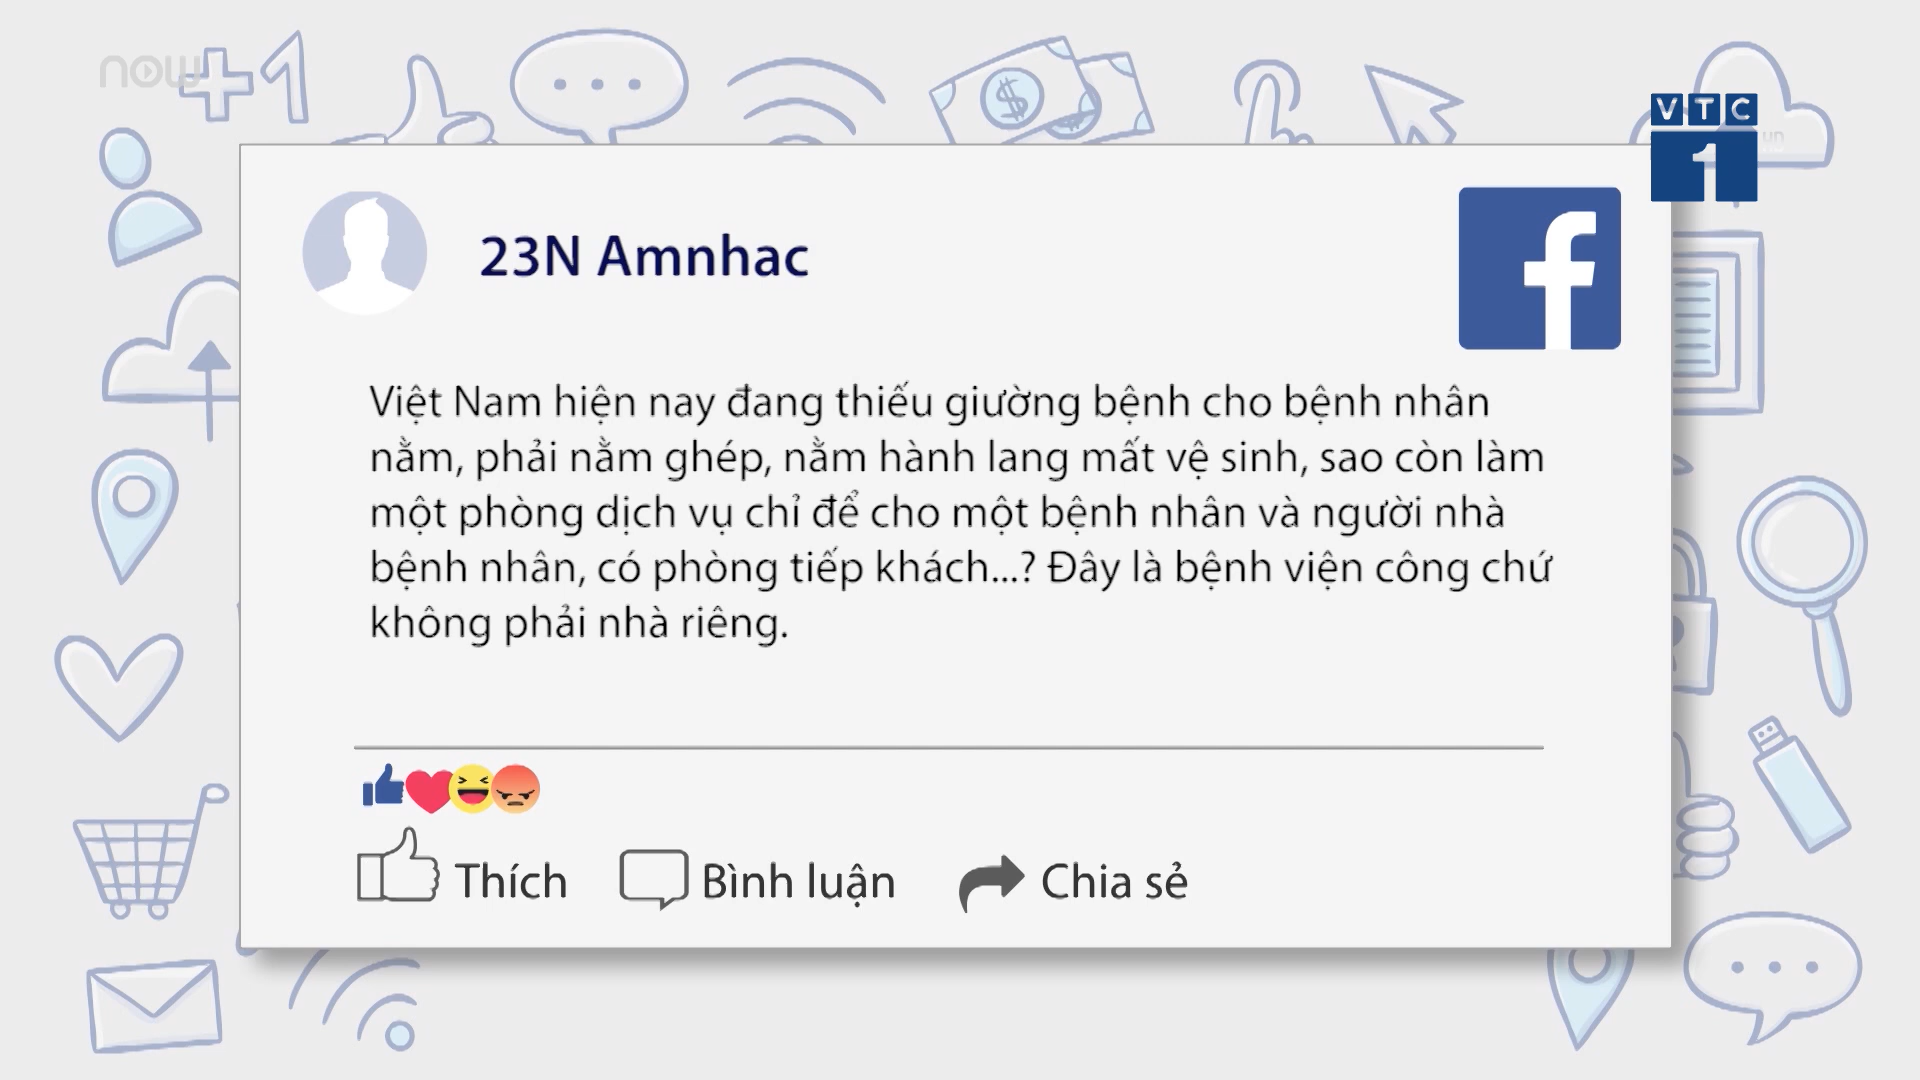 now
+1
VTC
1
HD
23N Amnhac
f
Việt Nam hiện nay đang thiếu giường bệnh cho bệnh nhân
nằm, phải nằm ghép, nằm hành lang mất vệ sinh, sao còn làm
một phòng dịch vụ chỉ để cho một bệnh nhân và người nhà
bệnh nhân, có phòng tiếp khách...? Đây là bệnh viện công chứ
không phải nhà riêng.
Thích
Bình luận
Chia sẻ